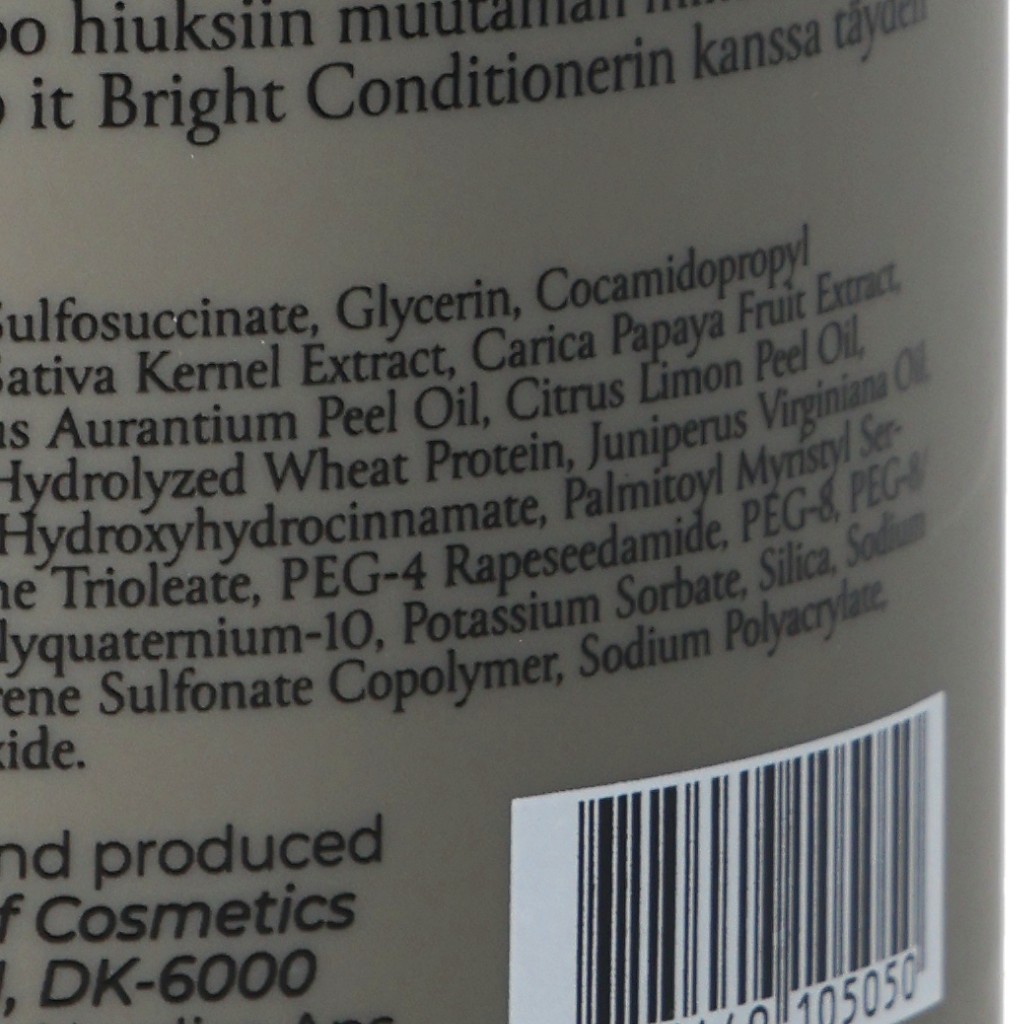 hiuksiin muutaman
it Bright Conditionerin kanssa täyden
Sulfosuccinate, Glycerin, Cocamidopropyl
Sativa Kernel Extract, Carica Papaya Fruit Extract,
Aurantium Peel Oil, Citrus Limon Peel Oil,
Hydrolyzed Wheat Protein, Juniperus Virginiana Oil,
Hydroxyhydrocinnamate, Palmitoyl Myristyl Ser-
Trioleate, PEG-4 Rapeseedamide, PEG-8, PEG-8/
lyquaternium-10, Potassium Sorbate, Silica, Sodium
rene Sulfonate Copolymer, Sodium Polyacrylate,
xide.
nd produced
f Cosmetics
DK-6000
105050